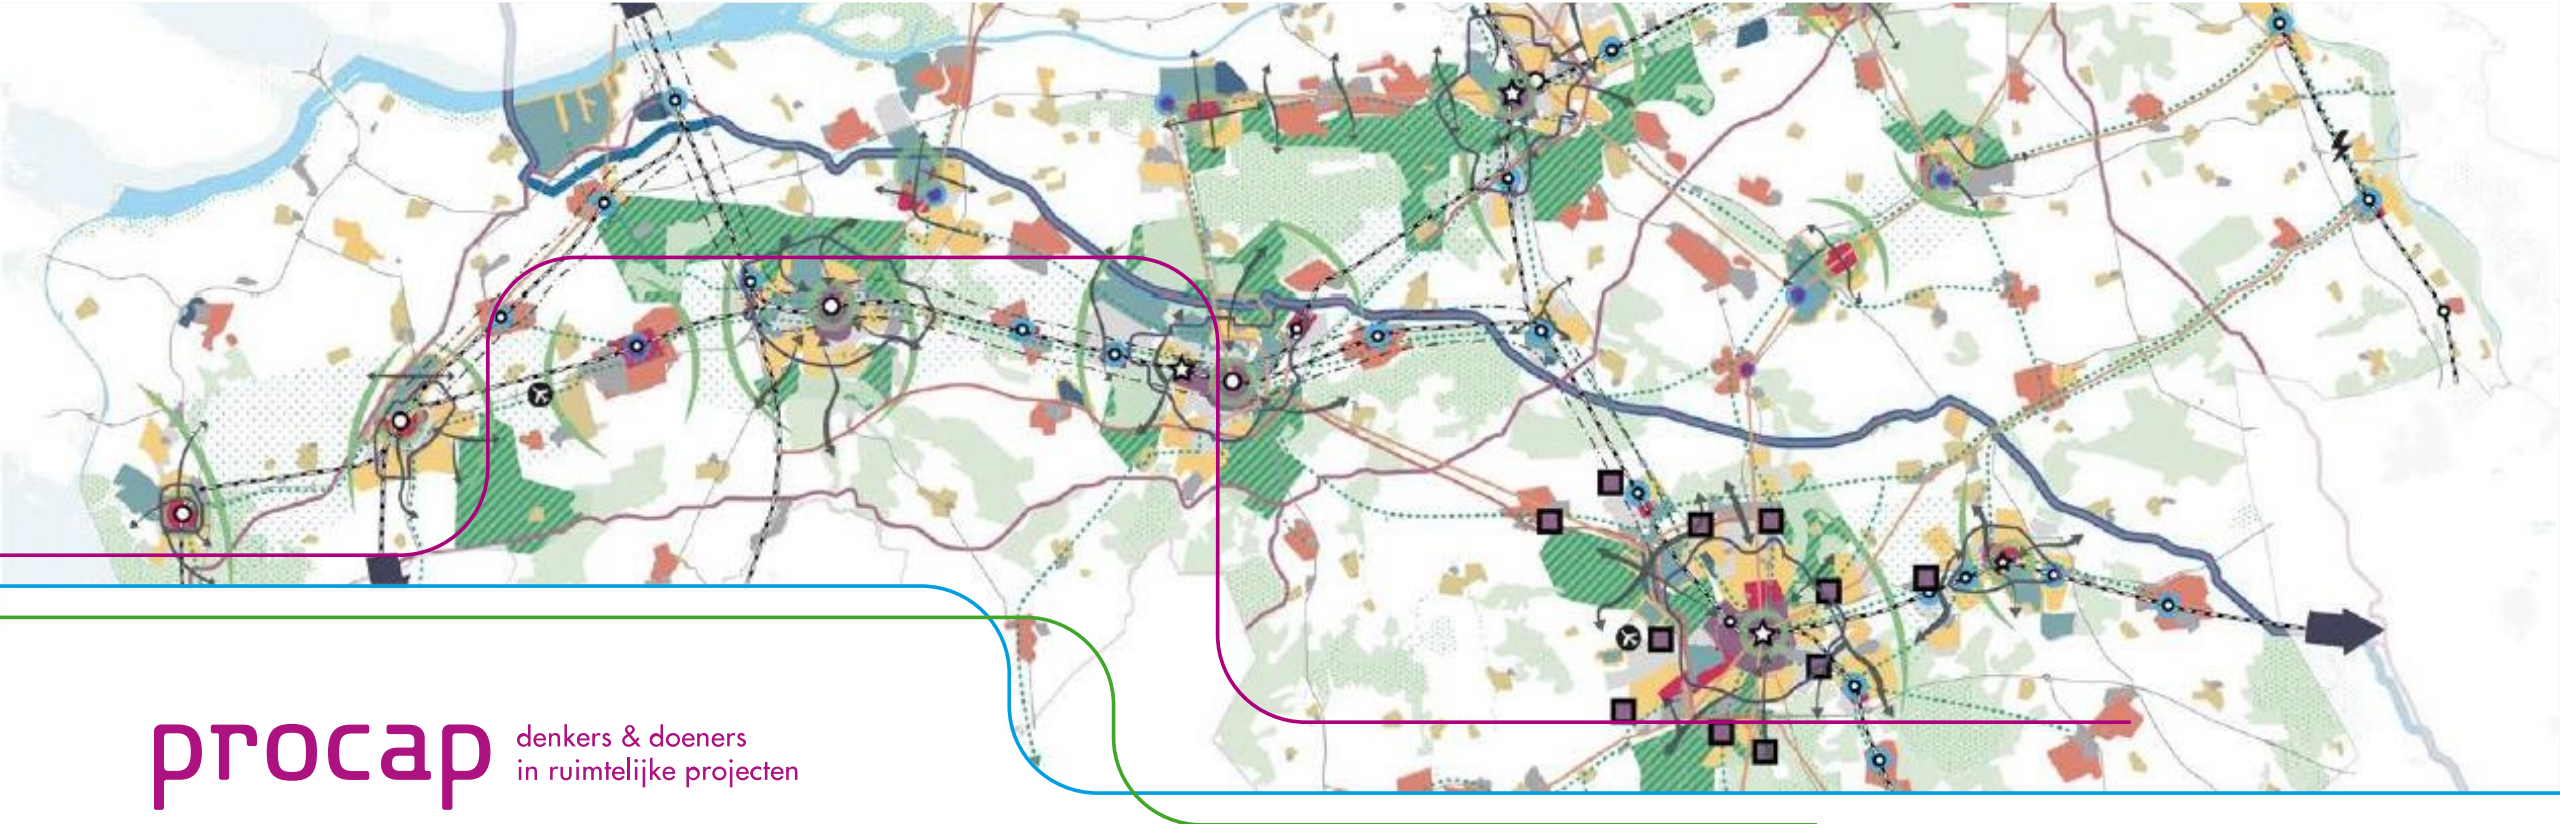 procap
denkers & doeners
in ruimtelijke projecten